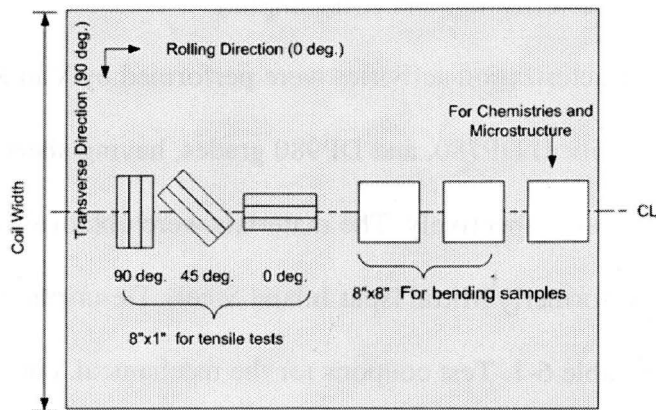 Rolling Direction (0 deg.)
Transverse Direction (90 deg.)
Coil Width
For Chemistries and
Microstructure
CL
90 deg.
45 deg.
0 deg.
8"x8" For bending samples
8"x1" for tensile tests